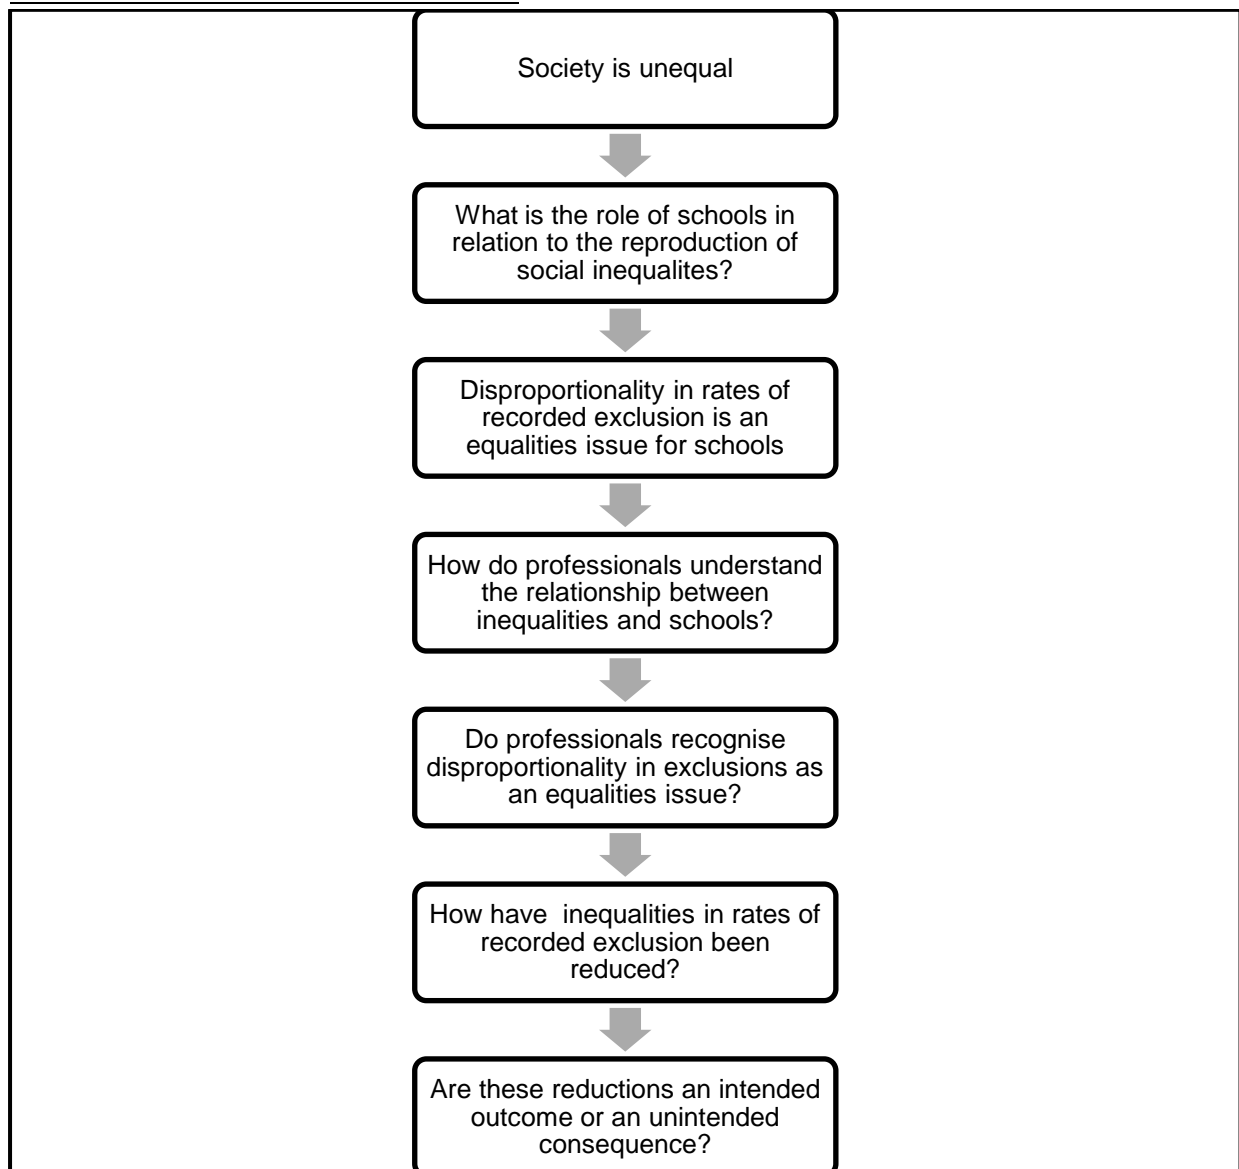 Society is unequal
What is the role of schools in
relation to the reproduction of
social inequalites?
Disproportionality in rates of
recorded exclusion is an
equalities issue for schools
How do professionals understand
the relationship between
inequalities and schools?
Do professionals recognise
disproportionality in exclusions as
an equalities issue?
How have  inequalities in rates of
recorded exclusion been
reduced?
Are these reductions an intended
outcome or an unintended
consequence?